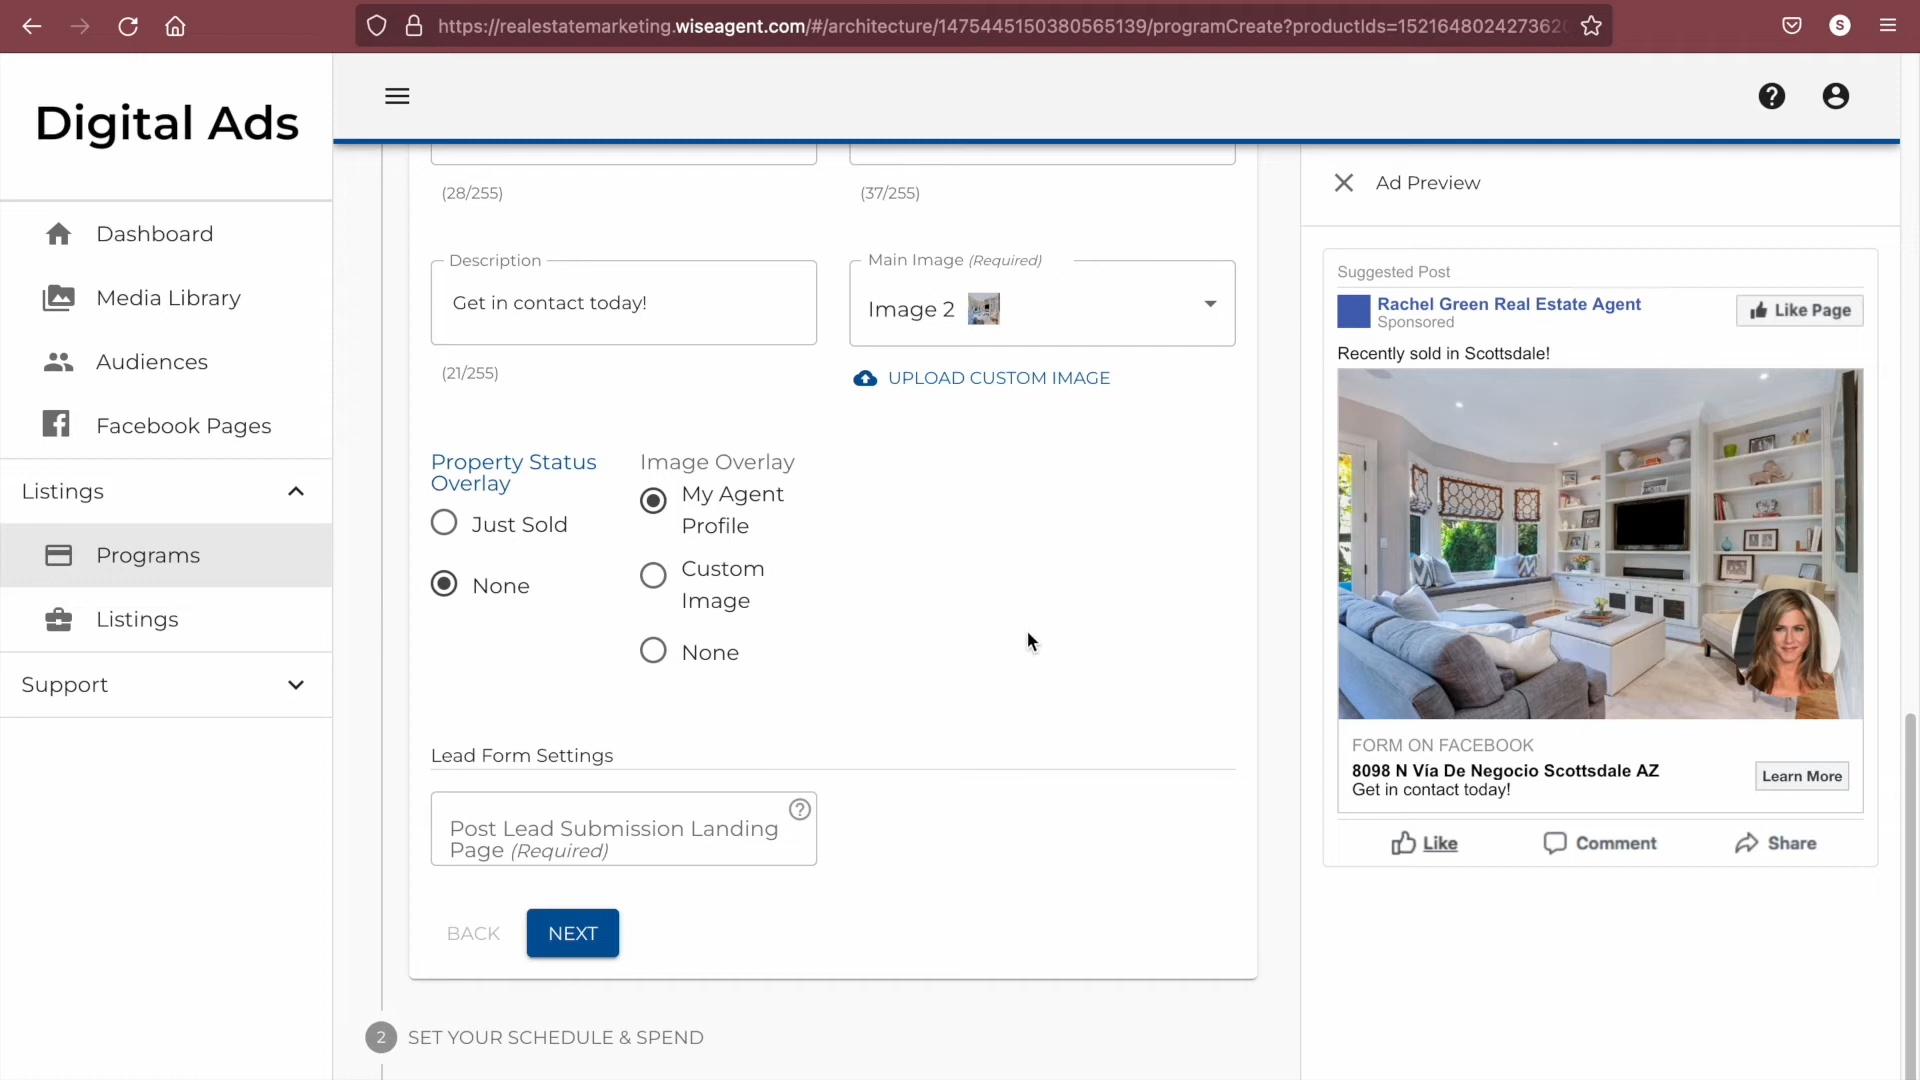 https://realestatemarketing.wiseagent.com/#/architecture/1475445150380565139/programCreate?productIds=1521648024273620
S
Digital Ads
Dashboard
Media Library
Audiences
Facebook Pages
Listings
Programs
Listings
Support
(28/255)
(37/255)
Description
Get in contact today!
(21/255)
Main Image (Required)
Image 2
UPLOAD CUSTOM IMAGE
Property Status
Overlay
Just Sold
None
Image Overlay
My Agent
Profile
Custom
Image
None
Lead Form Settings
Post Lead Submission Landing
Page (Required)
BACK
NEXT
2 SET YOUR SCHEDULE & SPEND
Ad Preview
Suggested Post
Rachel Green Real Estate Agent
Sponsored
Like Page
Recently sold in Scottsdale!
FORM ON FACEBOOK
8098 N Vía De Negocio Scottsdale AZ
Get in contact today!
Learn More
Like
Comment
Share